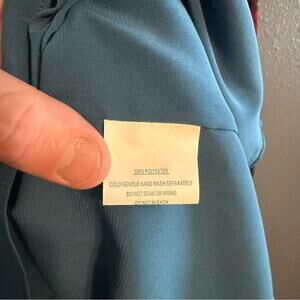 100% POLYESTER
COLD GENTLE HAND WASH SEPARATELY
DO NOT SOAK OR WRING
DO NOT BLEACH